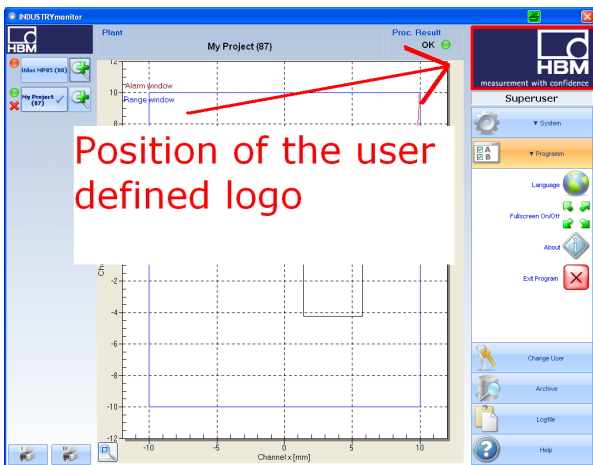 INDUSTRYmonitor
HBM
Plant
My Project (87)
Proc. Result
OK
HBM
measurement with confidence
Superuser
Udos MP85 (88)
My Project
(87)
12
Alarm window
10
Range window
8
Position of the user
defined logo
-2
-4
-6
-8
-10
-12
-10
-5
0
5
10
Channel x [mm]
▼ System
A
B
▼ Programm
Language
Fullscreen On/Off
About
Exit Program
Change User
Archive
Logfile
Help